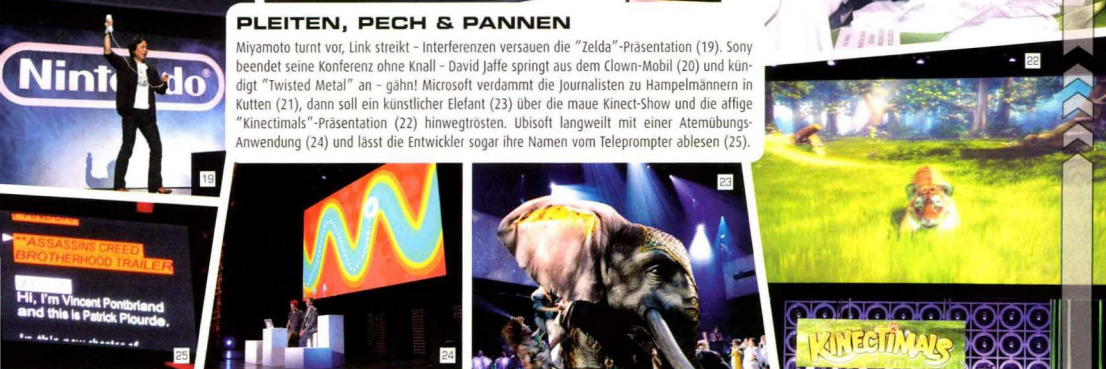 PLEITEN, PECH & PANNEN
Miyamoto turnt vor, Link streikt – Interferenzen versauen die "Zelda"-Präsentation (19). Sony
beendet seine Konferenz ohne Knall – David Jaffe springt aus dem Clown-Mobil (20) und kün-
digt "Twisted Metal" an – gähn! Microsoft verdammt die Journalisten zu Hampelmännern in
Kutten (21), dann soll ein künstlicher Elefant (23) über die maue Kinect-Show und die affige
"Kinectimals"-Präsentation (22) hinwegtrösten. Ubisoft langweilt mit einer Atemübungs-
Anwendung (24) und lässt die Entwickler sogar ihre Namen vom Teleprompter ablesen (25).
Nintendo
19
22
23
**ASSASSINS CREED
BROTHERHOOD TRAILER
Hi, I'm Vincent Pontbriand
and this is Patrick Plourde.
25
24
KINECTIMALS